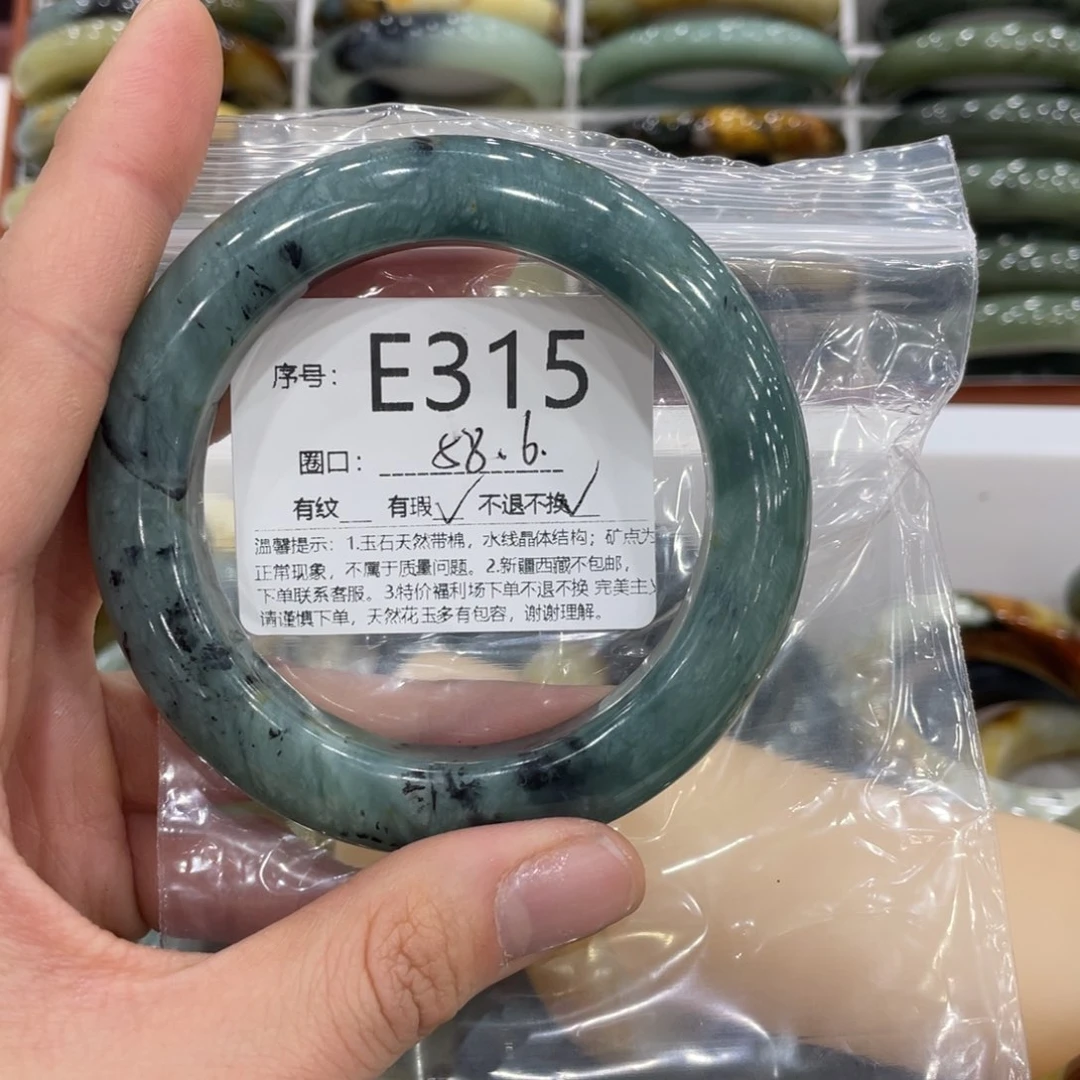 序号： E315
圈口： 58.6.
有纹__ 有瑕√ 不退不换√
温馨提示：1.玉石天然带棉，水线晶体结构；矿点为
正常现象，不属于质量问题。2.新疆西藏不包邮，
下单联系客服。3.特价福利场下单不退不换 完美主义
请谨慎下单，天然花玉多有包容，谢谢理解。